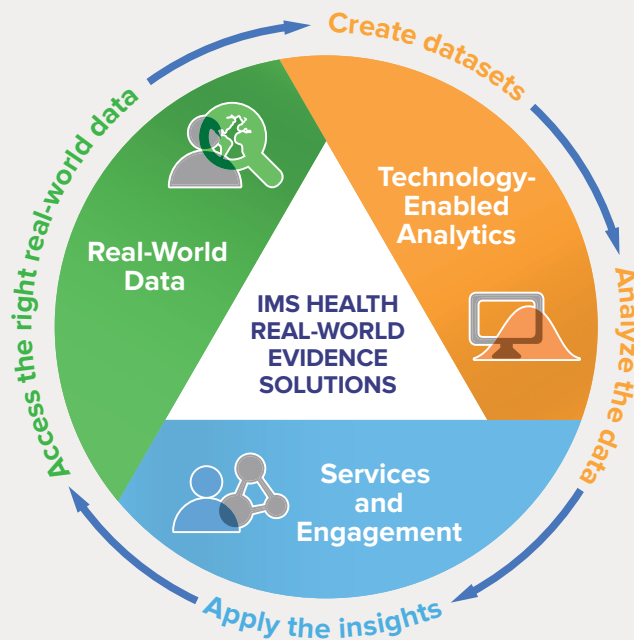 Create datasets
Access the right real-world data
Analyze the data
Apply the insights
Real-World
Data
Technology-
Enabled
Analytics
IMS HEALTH
REAL-WORLD
EVIDENCE
SOLUTIONS
Services
and
Engagement